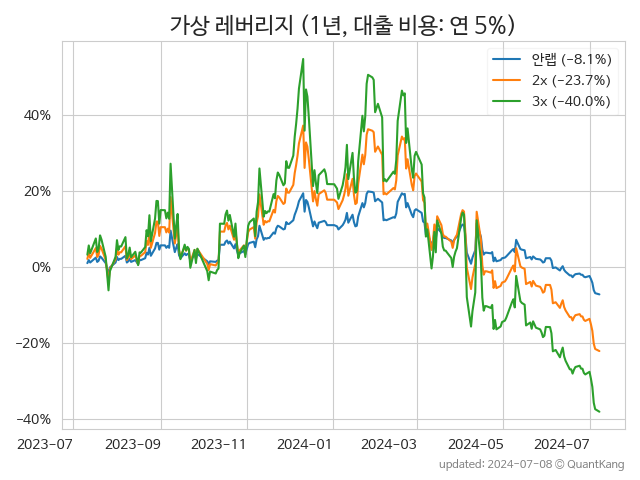 가상 레버리지 (1년, 대출 비용: 연 5%)
안랩 (−8.1%)
2x (−23.7%)
3x (−40.0%)
40%
20%
0%
−20%
−40%
2023-07
2023-09
2023-11
2024-01
2024-03
2024-05
2024-07
updated: 2024-07-08 ⓒ QuantKang